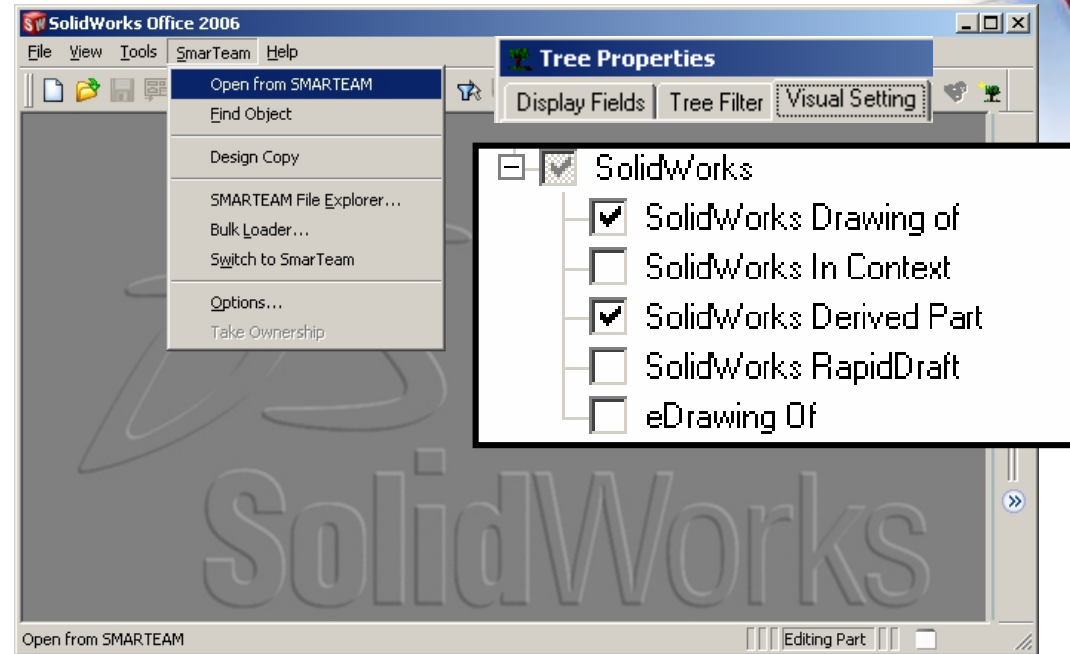 SolidWorks Office 2006
File View Tools SmarTeam Help
Open from SMARTEAM
Find Object
Design Copy
SMARTEAM File Explorer...
Bulk Loader...
Switch to SmarTeam
Options...
Take Ownership
Tree Properties
Display Fields Tree Filter Visual Setting
SolidWorks
SolidWorks Drawing of
SolidWorks In Context
SolidWorks Derived Part
SolidWorks RapidDraft
eDrawing Of
SolidWorks
Open from SMARTEAM Editing Part